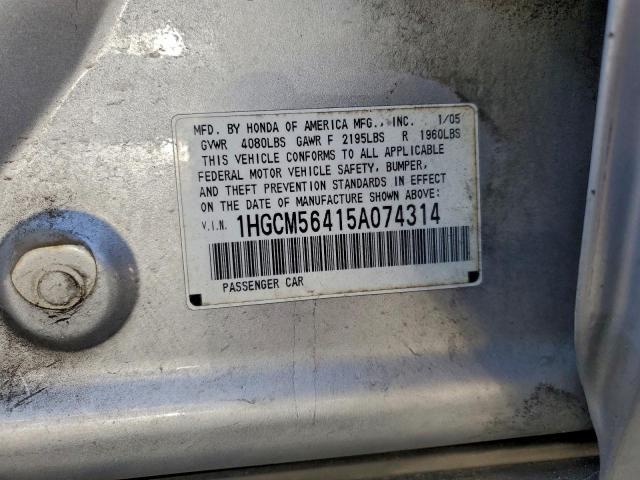 MFD. BY HONDA OF AMERICA MFG., INC. 1/05
GVWR 4080LBS GAWR F 2195LBS R 1960LBS
THIS VEHICLE CONFORMS TO ALL APPLICABLE
FEDERAL MOTOR VEHICLE SAFETY, BUMPER,
AND THEFT PREVENTION STANDARDS IN EFFECT
ON THE DATE OF MANUFACTURE SHOWN ABOVE:
V.I.N. 1HGCM56415A074314
PASSENGER CAR